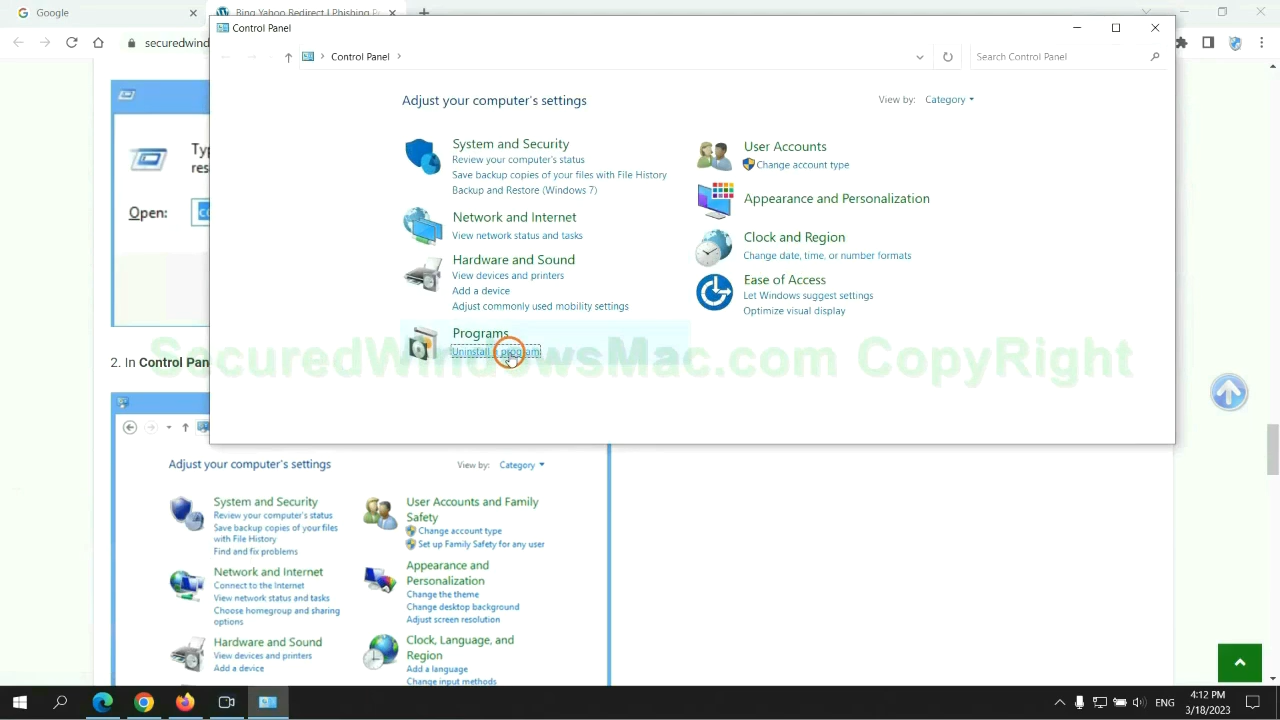 Google
Bing Yahoo Redirect | Phishing Pu
securedwind
Control Panel
Control Panel
Search Control Panel
Adjust your computer's settings
View by: Category
System and Security
Review your computer's status
Save backup copies of your files with File History
Backup and Restore (Windows 7)
Network and Internet
View network status and tasks
Hardware and Sound
View devices and printers
Add a device
Adjust commonly used mobility settings
Programs
Uninstall a program
User Accounts
Change account type
Appearance and Personalization
Clock and Region
Change date, time, or number formats
Ease of Access
Let Windows suggest settings
Optimize visual display
SecuredWindowsMac.com CopyRight
Typ
res
Open: co
2. In Control Pan
Adjust your computer's settings
View by: Category
System and Security
Review your computer's status
Save backup copies of your files
with File History
Find and fix problems
Network and Internet
Connect to the Internet
View network status and tasks
Choose homegroup and sharing
options
Hardware and Sound
View devices and printers
Add a device
User Accounts and Family
Safety
Change account type
Set up Family Safety for any user
Appearance and
Personalization
Change the theme
Change desktop background
Adjust screen resolution
Clock, Language, and
Region
Add a language
Change input methods
ENG
4:12 PM
3/18/2023